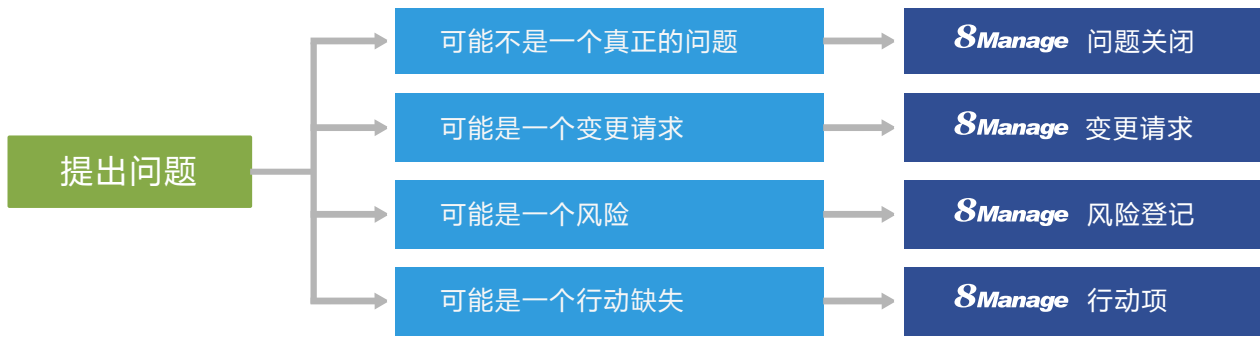 提出问题
可能不是一个真正的问题
8Manage 问题关闭
可能是一个变更请求
8Manage 变更请求
可能是一个风险
8Manage 风险登记
可能是一个行动缺失
8Manage 行动项